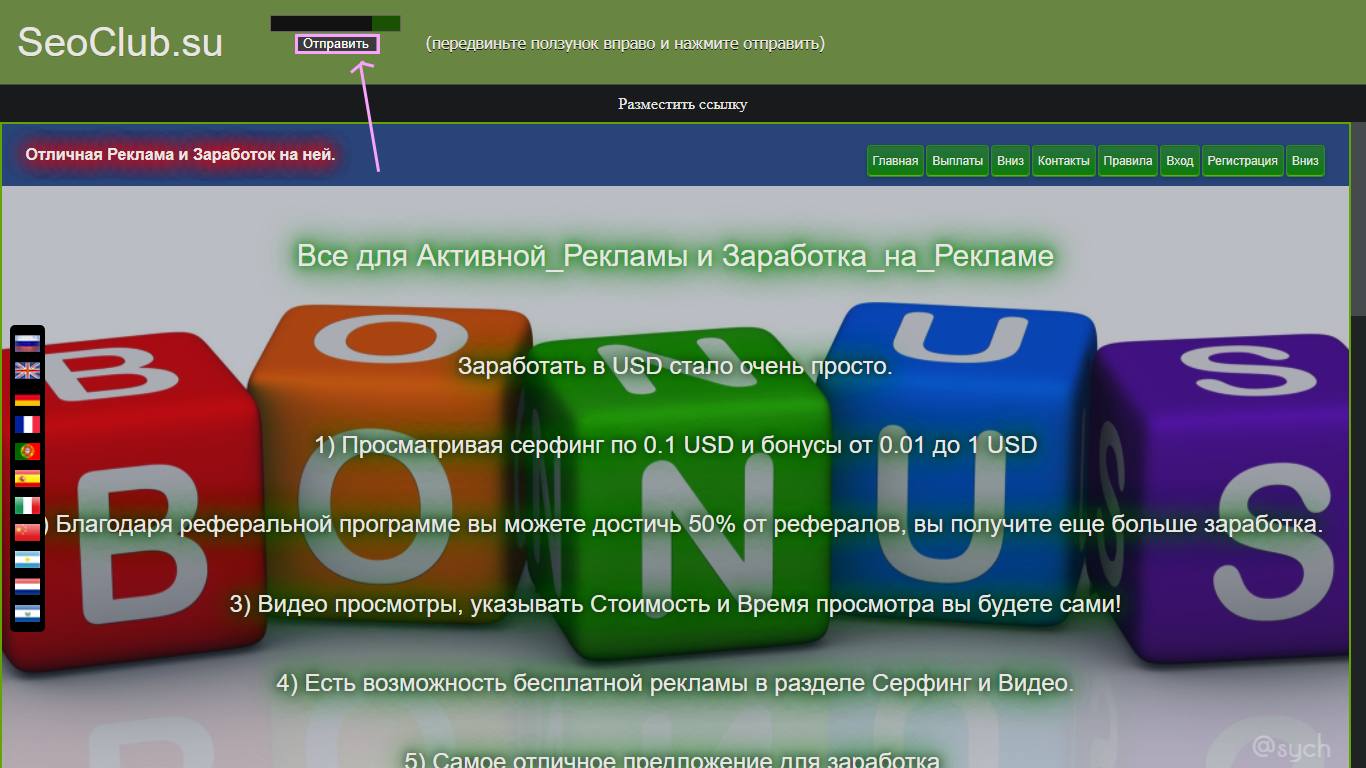 SeoClub.su
Отправить
(передвиньте ползунок вправо и нажмите отправить)
Разместить ссылку
Отличная Реклама и Заработок на ней.
Главная Выплаты Вниз Контакты Правила Вход Регистрация Вниз
Все для Активной_Рекламы и Заработка_на_Рекламе
B O N U S
Заработать в USD стало очень просто.
1) Просматривая серфинг по 0.1 USD и бонусы от 0.01 до 1 USD
) Благодаря реферальной программе вы можете достичь 50% от рефералов, вы получите еще больше заработка.
B O N U S
3) Видео просмотры, указывать Стоимость и Время просмотра вы будете сами!
4) Есть возможность бесплатной рекламы в разделе Серфинг и Видео.
5) Самое отличное предложение для заработка
@sych